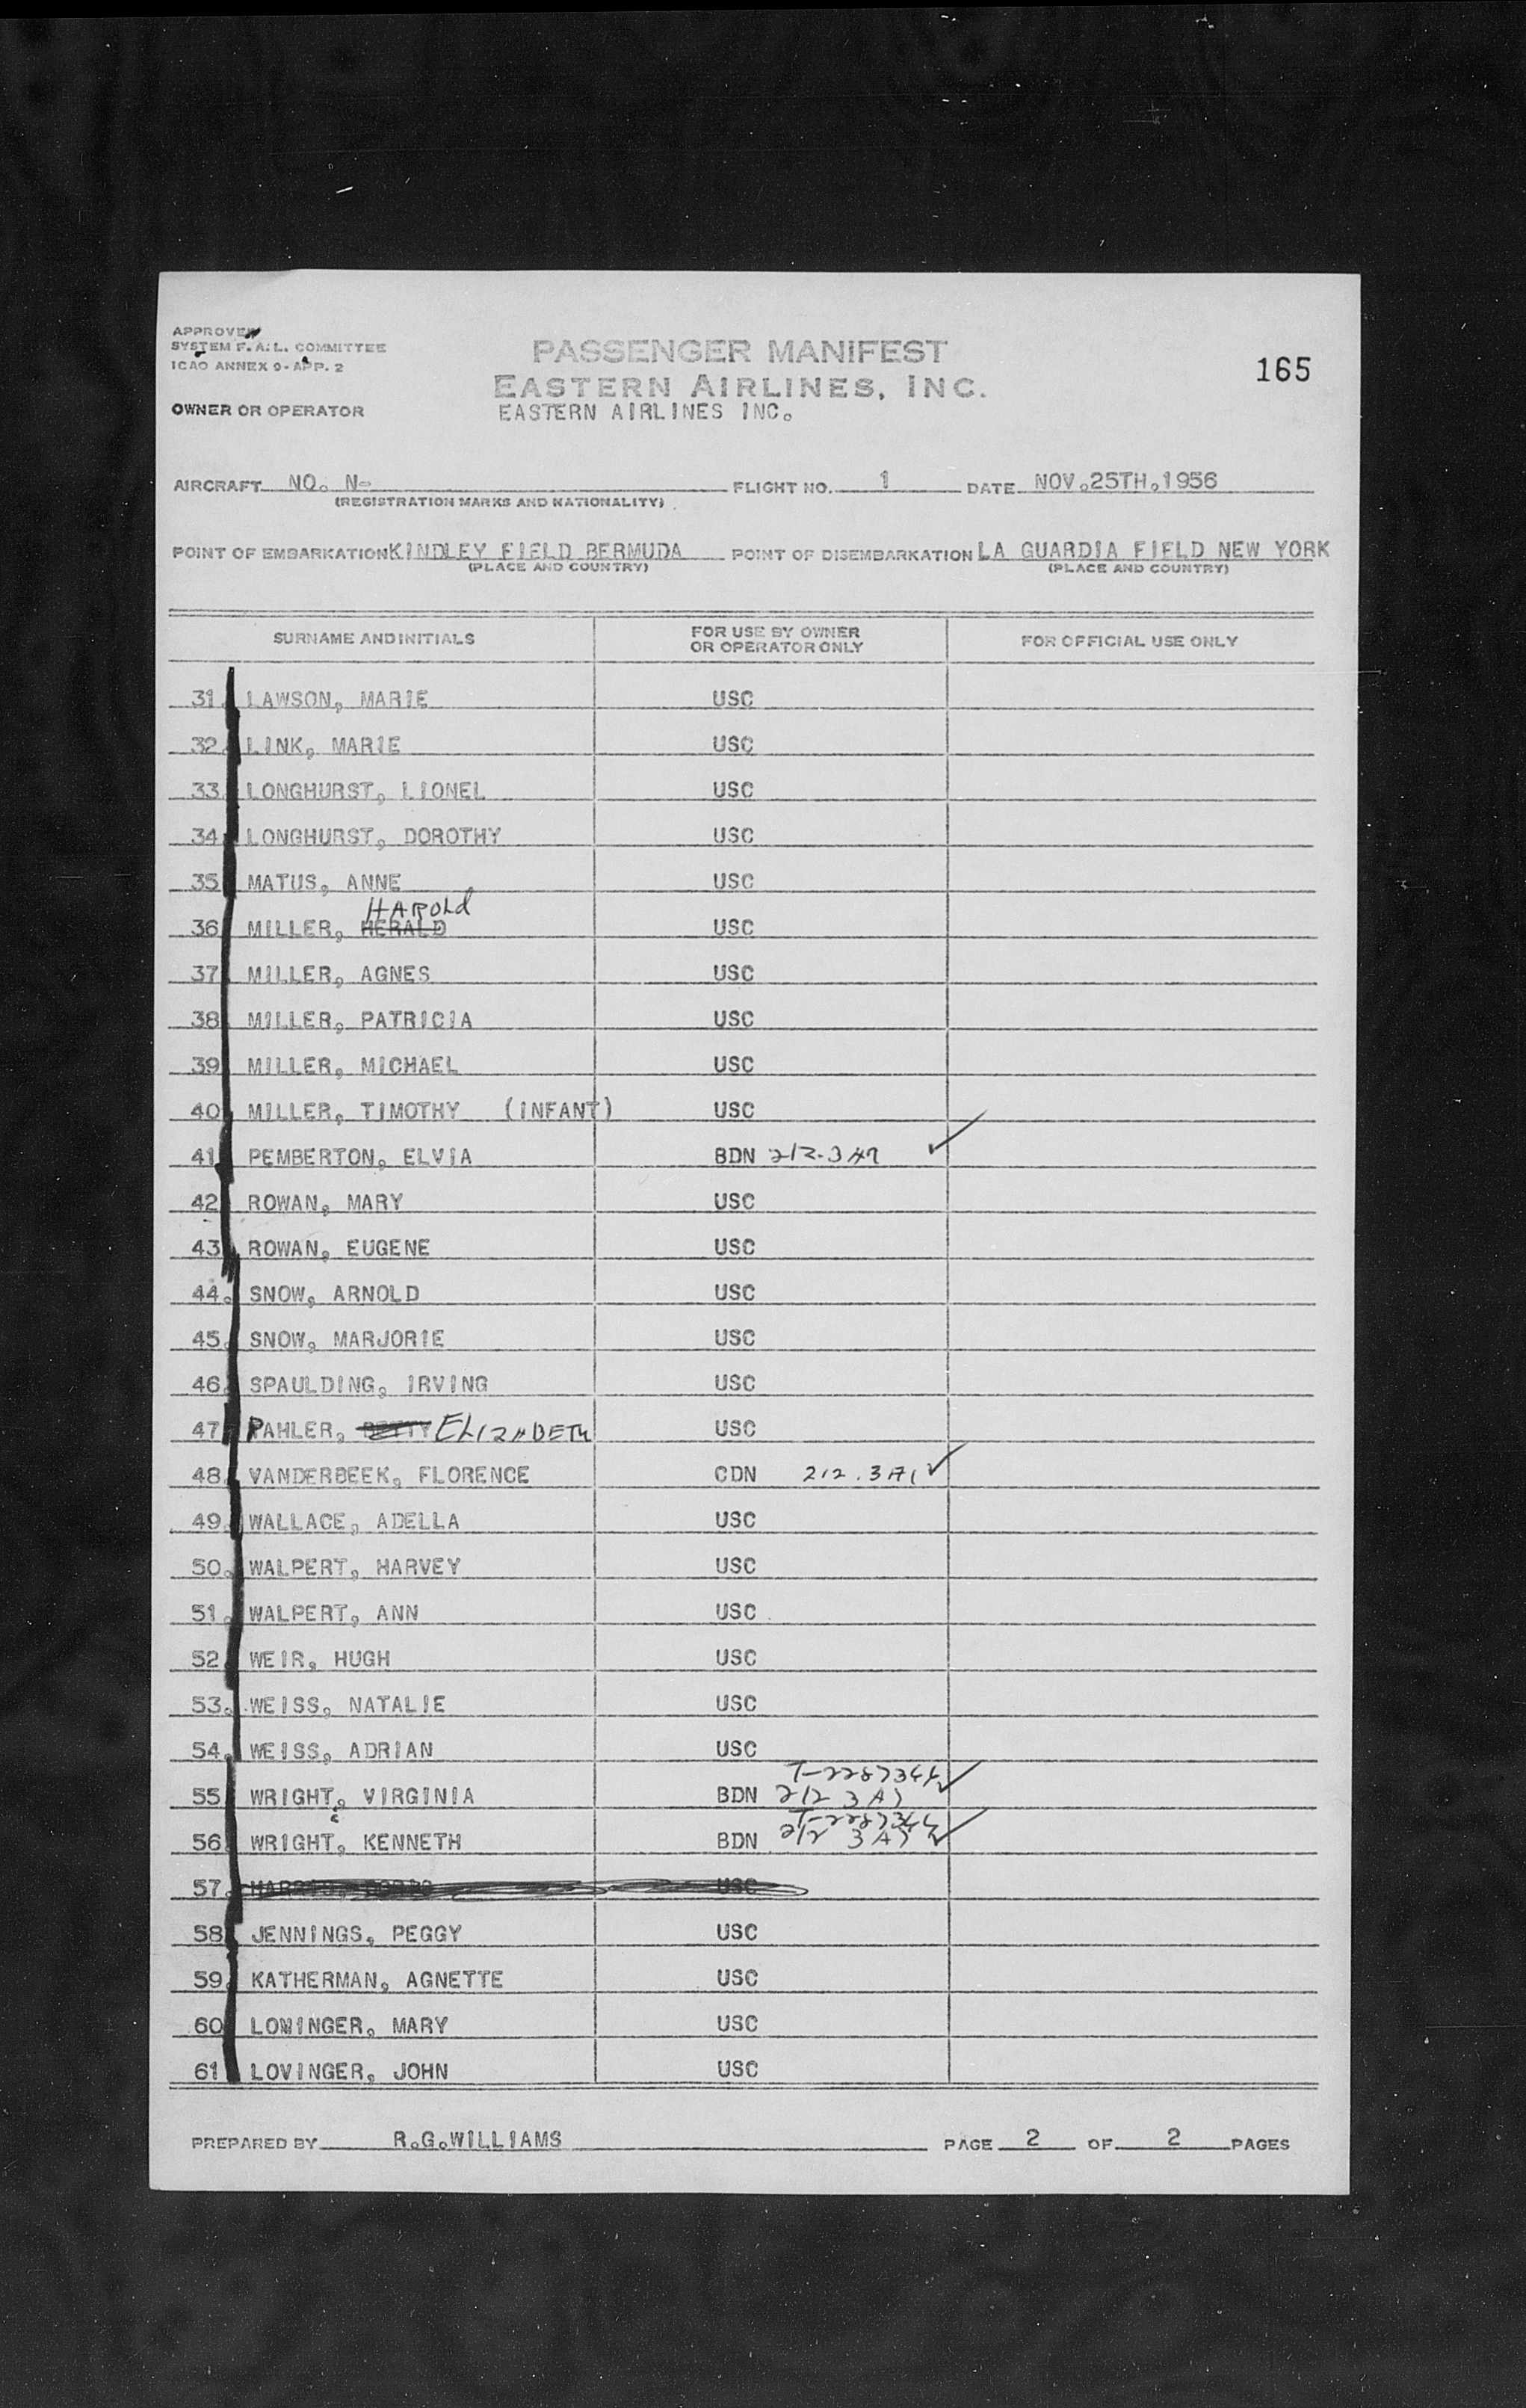 APPROVED
SYSTEM F.A.L. COMMITTEE
ICAO ANNEX 9-APP. 2
PASSENGER MANIFEST
165
EASTERN AIRLINES, INC.
OWNER OR OPERATOR EASTERN AIRLINES INC.
AIRCRAFT NO. N- FLIGHT NO. 1 DATE NOV.25TH.1956
(REGISTRATION MARKS AND NATIONALITY)
POINT OF EMBARKATION KINDLEY FIELD BERMUDA POINT OF DISEMBARKATION LA GUARDIA FIELD NEW YORK
(PLACE AND COUNTRY) (PLACE AND COUNTRY)
SURNAME AND INITIALS FOR USE BY OWNER OR OPERATOR ONLY FOR OFFICIAL USE ONLY
31. LAWSON, MARIE USC
32. LINK, MARIE USC
33. LONGHURST, LIONEL USC
34. LONGHURST, DOROTHY USC
35. MATUS, ANNE USC
HAROLD
36. MILLER, HERALD USC
37. MILLER, AGNES USC
38. MILLER, PATRICIA USC
39. MILLER, MICHAEL USC
40. MILLER, TIMOTHY (INFANT) USC
41. PEMBERTON, ELVIA BDN 212.3
42. ROWAN, MARY USC
43. ROWAN, EUGENE USC
44. SNOW, ARNOLD USC
45. SNOW, MARJORIE USC
46. SPAULDING, IRVING USC
47. PAHLER, BETTY ELIZABETH USC
48. VANDERBEEK, FLORENCE CDN 212.3A1
49. WALLACE, ADELLA USC
50. WALPERT, HARVEY USC
51. WALPERT, ANN USC
52. WEIR, HUGH USC
53. WEISS, NATALIE USC
54. WEISS, ADRIAN USC
T-2287344
55. WRIGHT, VIRGINIA BDN 212 3A7
T-2287344
56. WRIGHT, KENNETH BDN 212 3A7
57. USC
58. JENNINGS, PEGGY USC
59. KATHERMAN, AGNETTE USC
60. LOWINGER, MARY USC
61. LOVINGER, JOHN USC
PREPARED BY R.G.WILLIAMS PAGE 2 OF 2 PAGES